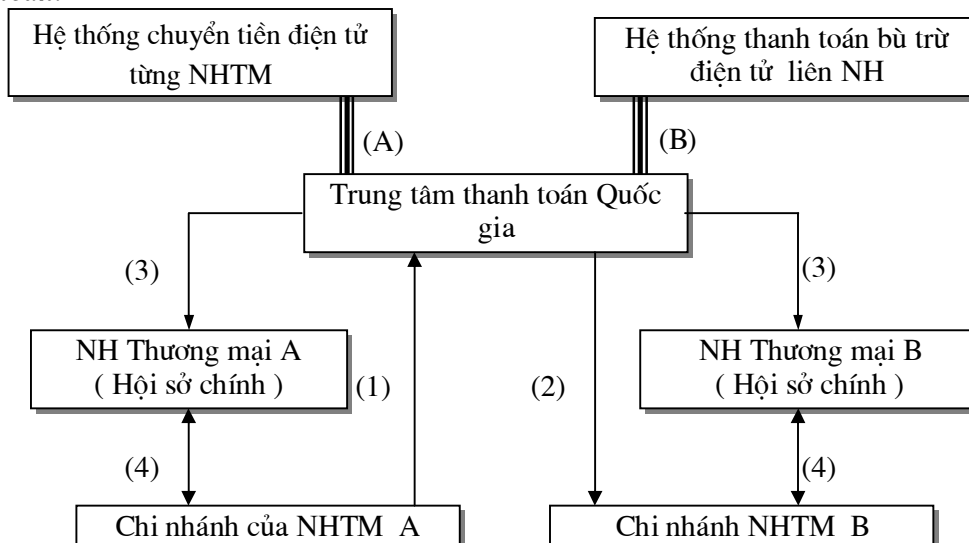 Hệ thống chuyển tiền điện tử
từng NHTM
Hệ thống thanh toán bù trừ
điện tử liên NH
(A)
(B)
Trung tâm thanh toán Quốc
gia
(3)
(3)
NH Thương mại A
( Hội sở chính )
(1)
(2)
NH Thương mại B
( Hội sở chính )
(4)
(4)
Chi nhánh của NHTM A
Chi nhánh NHTM B